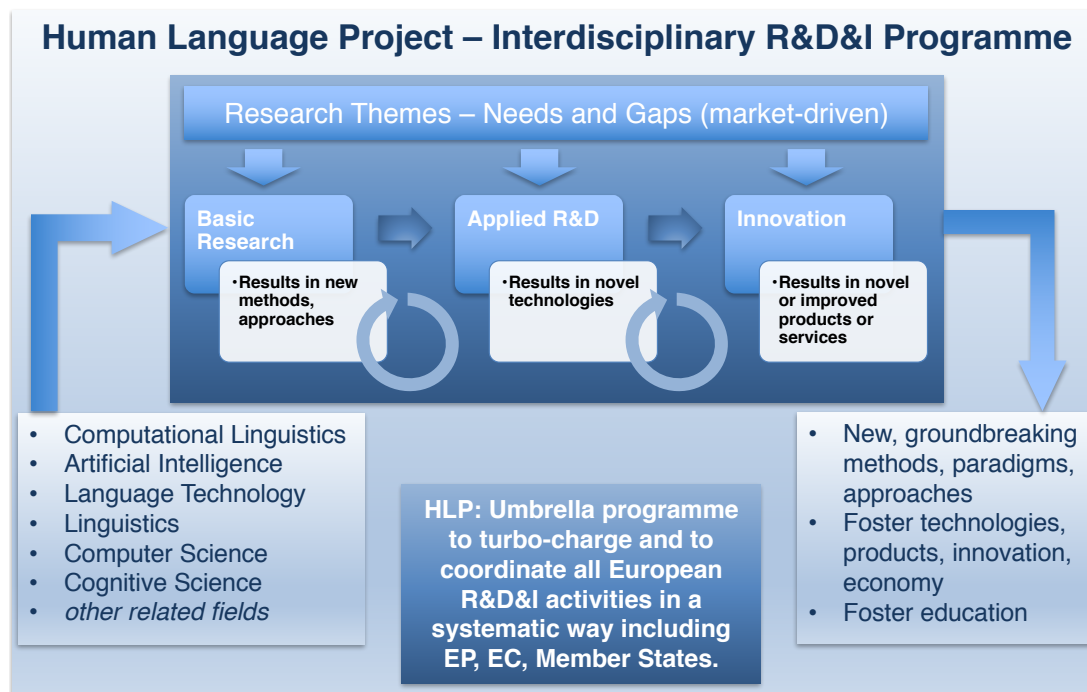 Human Language Project – Interdisciplinary R&D&I Programme
Research Themes – Needs and Gaps (market-driven)
Basic
Research
•Results in new
methods,
approaches
Applied R&D
•Results in novel
technologies
Innovation
•Results in novel
or improved
products or
services
• Computational Linguistics
• Artificial Intelligence
• Language Technology
• Linguistics
• Computer Science
• Cognitive Science
• other related fields
HLP: Umbrella programme
to turbo-charge and to
coordinate all European
R&D&I activities in a
systematic way including
EP, EC, Member States.
• New, groundbreaking
methods, paradigms,
approaches
• Foster technologies,
products, innovation,
economy
• Foster education